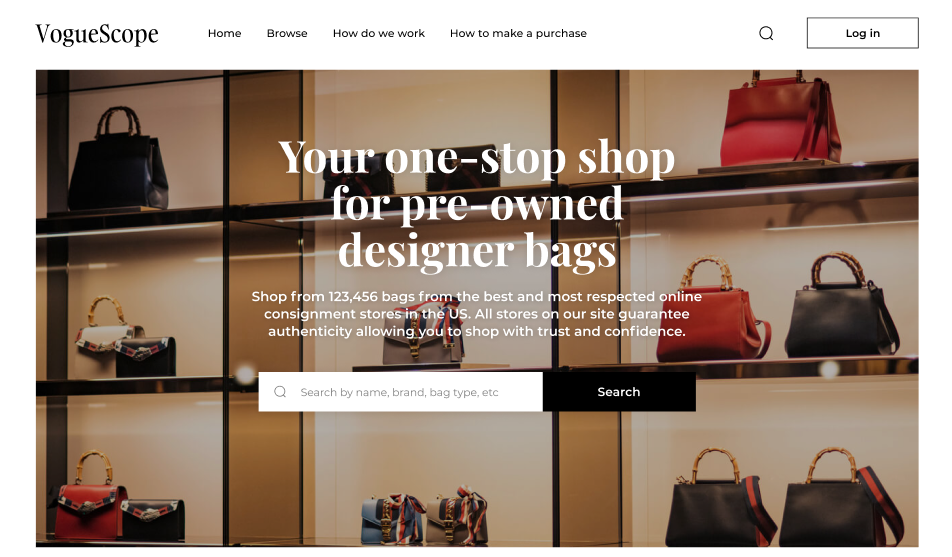 VogueScope
Home
Browse
How do we work
How to make a purchase
Log in
Your one-stop shop
for pre-owned
designer bags
Shop from 123,456 bags from the best and most respected online
consignment stores in the US. All stores on our site guarantee
authenticity allowing you to shop with trust and confidence.
Search by name, brand, bag type, etc
Search